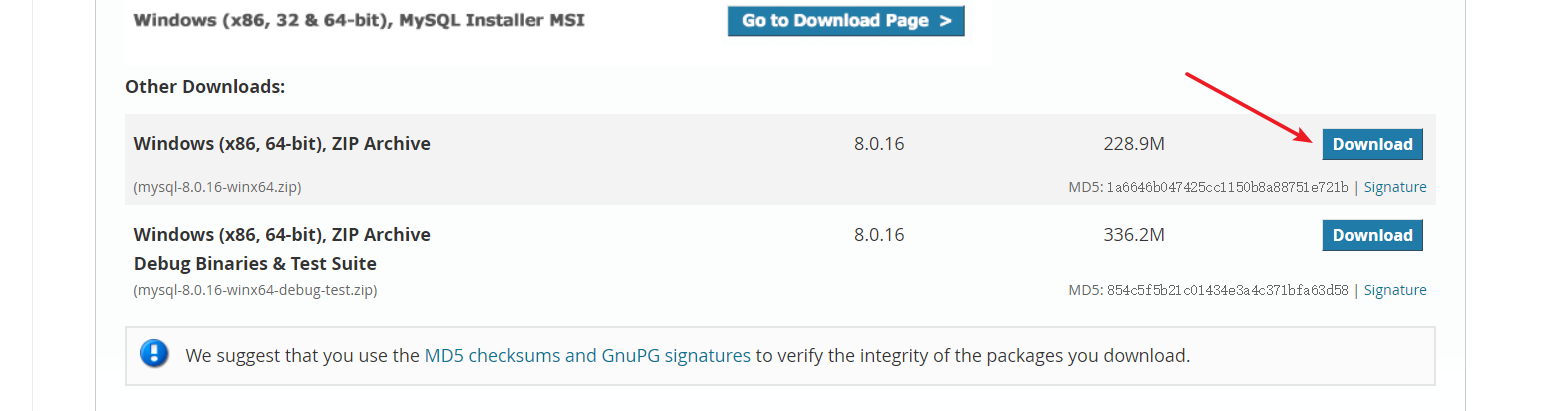 Windows (x86, 32 & 64-bit), MySQL Installer MSI
Go to Download Page >
Other Downloads:
Windows (x86, 64-bit), ZIP Archive 8.0.16 228.9M Download
(mysql-8.0.16-winx64.zip) MD5: 1a6646b047425cc1150b8a88751e721b | Signature
Windows (x86, 64-bit), ZIP Archive 8.0.16 336.2M Download
Debug Binaries & Test Suite
(mysql-8.0.16-winx64-debug-test.zip) MD5: 854c5f5b21c01434e3a4c371bfa63d58 | Signature
We suggest that you use the MD5 checksums and GnuPG signatures to verify the integrity of the packages you download.